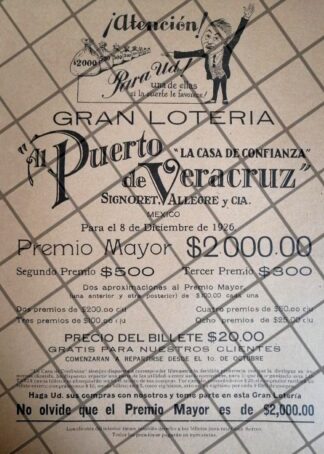 ¡Atención!
$2000
500
Para Ud!
una de ellas
si la suerte le favorece!
GRAN LOTERIA
"Al Puerto "LA CASA DE CONFIANZA"
de Veracruz"
SIGNORET, ALLEGRE Y CIA.
MEXICO
Para el 8 de Diciembre de 1926
Premio Mayor $2000.00
Segundo Premio $500 Tercer Premio $300
Dos aproximaciones al Premio Mayor,
(una anterior y otra posterior) de $100.00 cada una
Dos premios de $200.00 c/u Cuatro premios de $50.00 c/u
Tres premios de $100.00 c/u Ocho premios de $25.00 c/u
PRECIO DEL BILLETE $20.00
GRATIS PARA NUESTROS CLIENTES
COMENZARAN A REPARTIRSE DESDE EL 1o. DE OCTUBRE
Haga Ud. sus compras con nosotros y tome parte en esta Gran Lotería
No olvide que el Premio Mayor es de $2,000.00